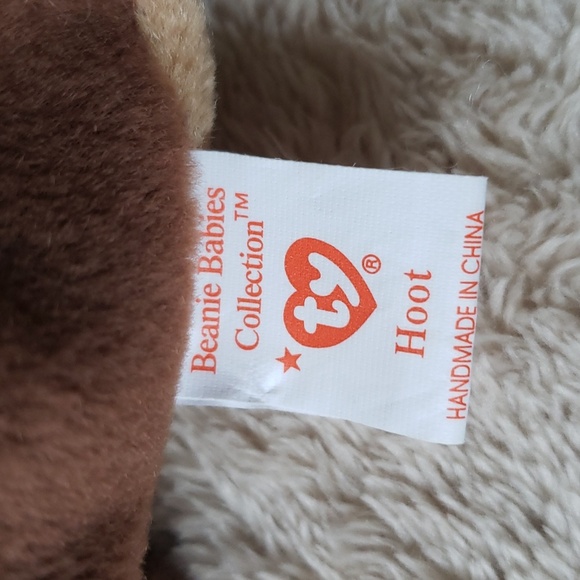 Beanie Babies
Collection™
ty®
Hoot
HANDMADE IN CHINA